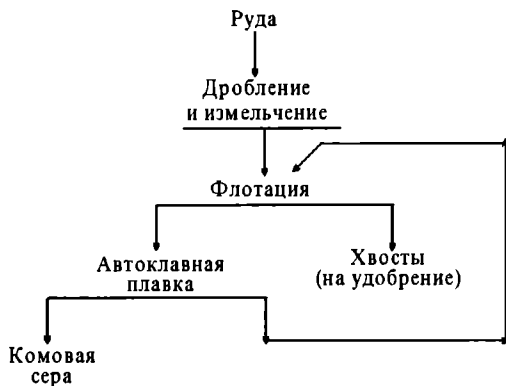 Руда
Дробление
и измельчение
Флотация
Автоклавная
плавка
Хвосты
(на удобрение)
Комовая
сера